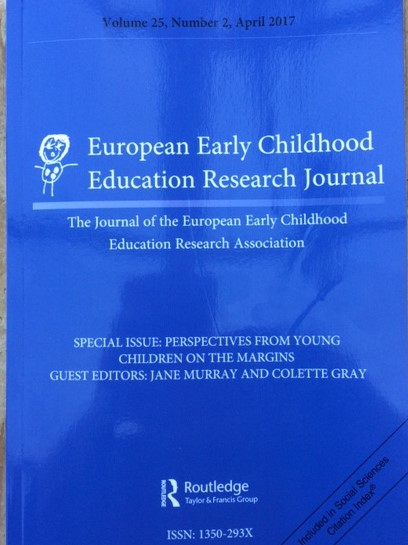 Volume 25, Number 2, April 2017
European Early Childhood
Education Research Journal
The Journal of the European Early Childhood
Education Research Association
SPECIAL ISSUE: PERSPECTIVES FROM YOUNG
CHILDREN ON THE MARGINS
GUEST EDITORS: JANE MURRAY AND COLETTE GRAY
ROUTLEDGE
Routledge
Taylor & Francis Group
Included in Social Sciences
Citation Index®
ISSN: 1350-293X